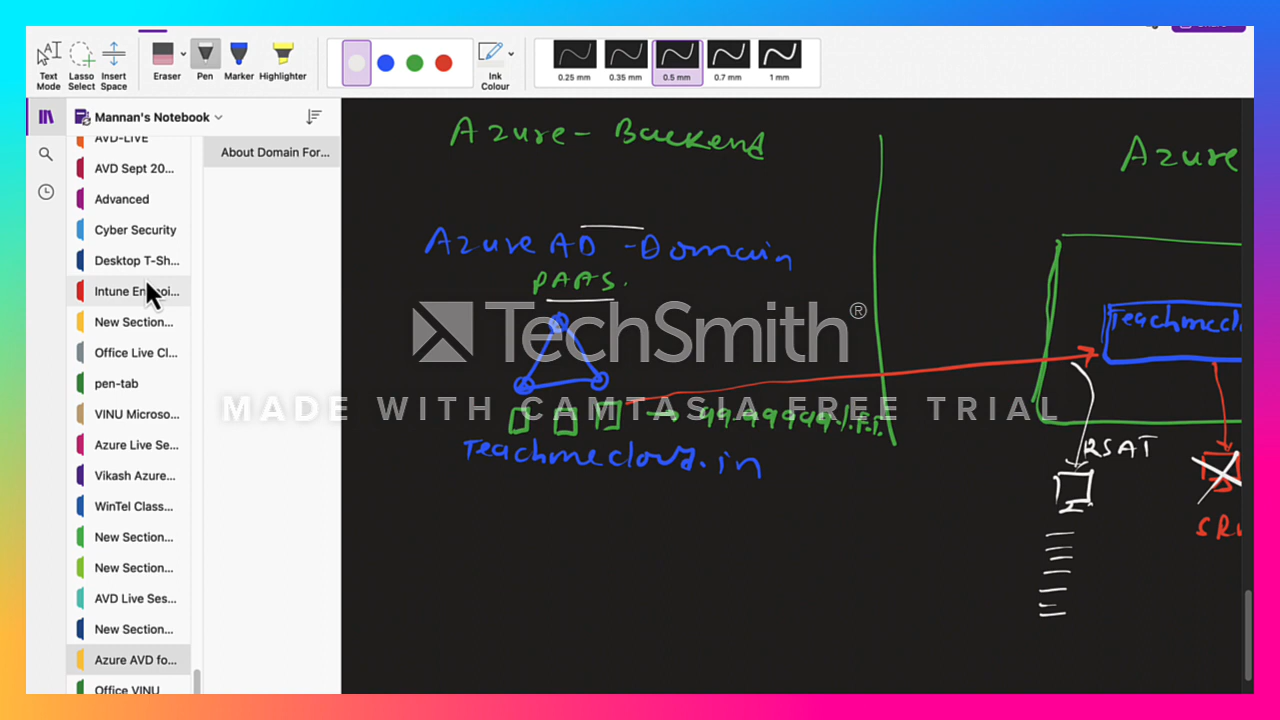 Text
Mode
Lasso
Select
Insert
Space
Eraser
Pen
Marker
Highlighter
Ink
Colour
0.25 mm
0.35 mm
0.5 mm
0.7 mm
1 mm
Mannan's Notebook
AVD-LIVE
AVD Sept 20...
Advanced
Cyber Security
Desktop T-Sh...
Intune En
New Section...
Office Live Cl...
pen-tab
VINU Microso...
Azure Live Se...
Vikash Azure...
WinTel Class...
New Section...
New Section...
AVD Live Ses...
New Section...
Azure AVD fo...
Office VINU
About Domain For...
Azure - Backend
Azure AD - Domain
PAAS.
Teachmecloud.in
Azure
Teachmeclo
RSAT
SR
TechSmith®
MADE WITH CAMTASIA FREE TRIAL